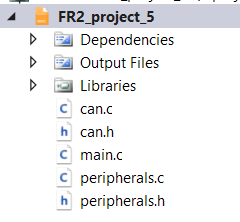 FR2_project_5
Dependencies
Output Files
Libraries
can.c
can.h
main.c
peripherals.c
peripherals.h